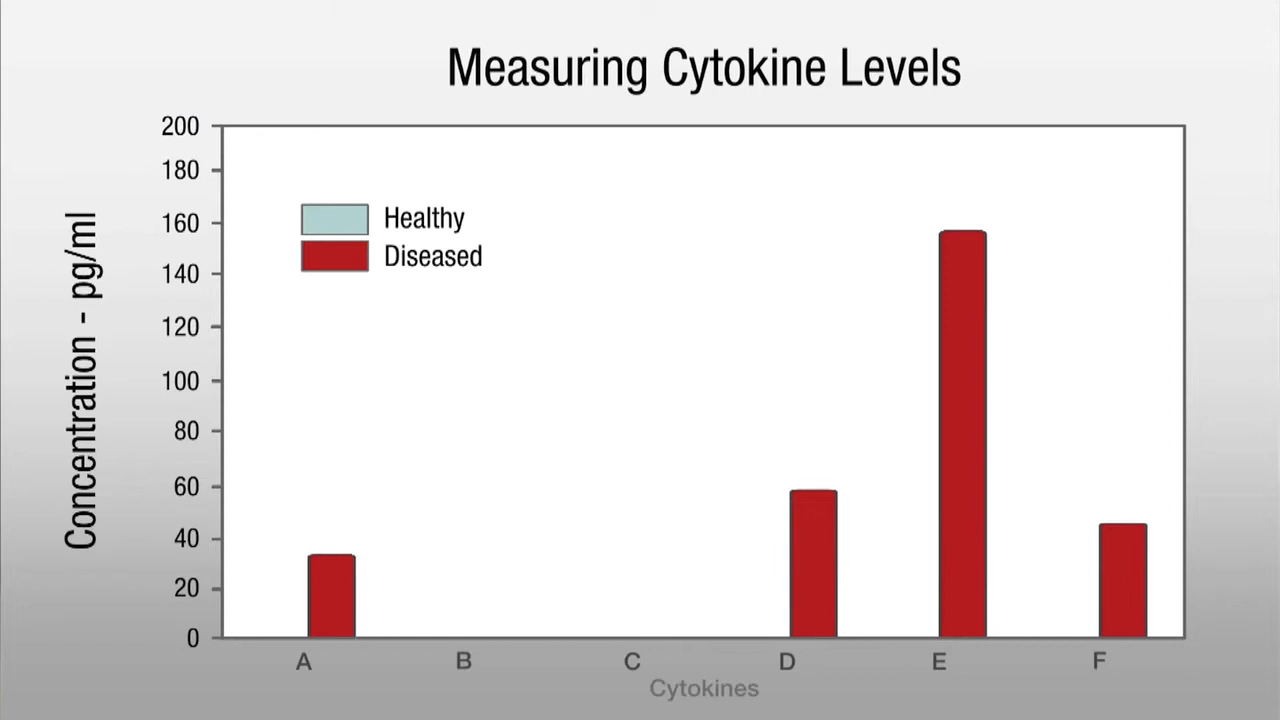 Measuring Cytokine Levels
Concentration - pg/ml
200
180
160
140
120
100
80
60
40
20
0
Healthy
Diseased
A B C D E F
Cytokines